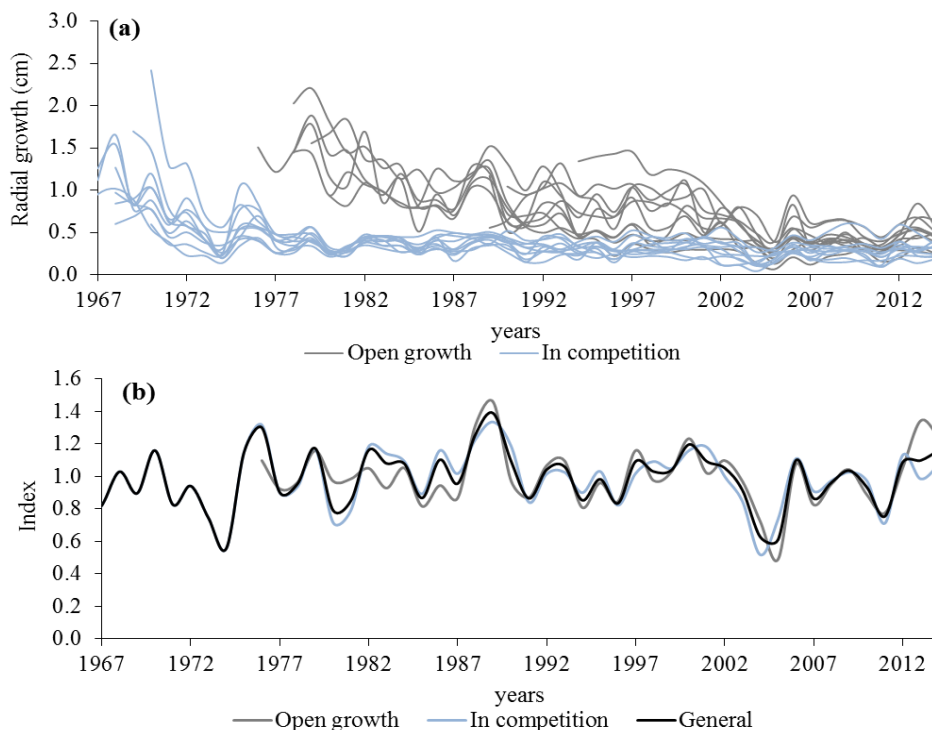 (a)
Radial growth (cm)
3.0
2.5
2.0
1.5
1.0
0.5
0.0
1967 1972 1977 1982 1987 1992 1997 2002 2007 2012
years
Open growth In competition
(b)
Index
1.6
1.4
1.2
1.0
0.8
0.6
0.4
0.2
0.0
1967 1972 1977 1982 1987 1992 1997 2002 2007 2012
years
Open growth In competition General